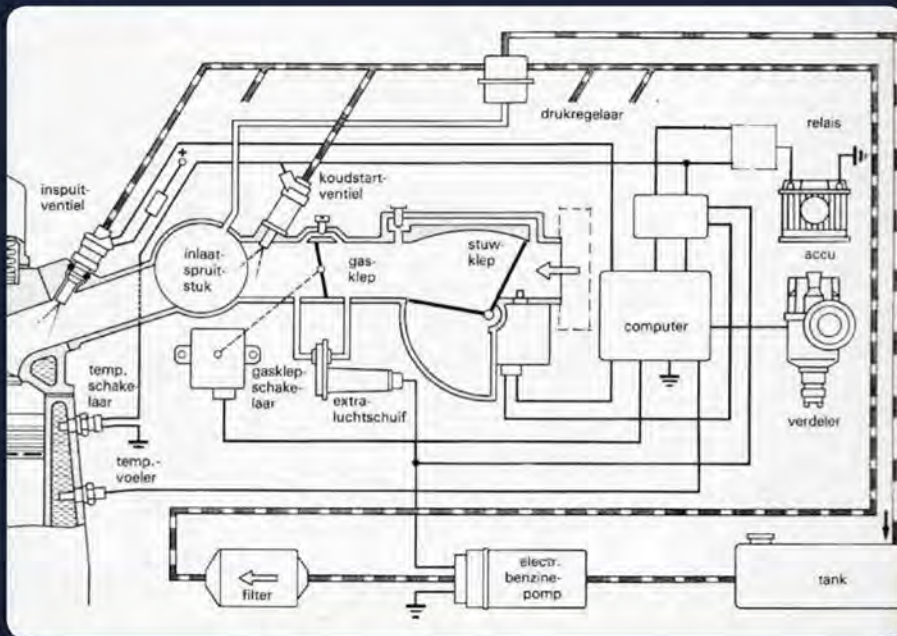 drukregelaar
relais
+
inspuit-
ventiel
koudstart-
ventiel
inlaat-
spruit-
stuk
gas-
klep
stuw-
klep
accu
computer
temp.
schake-
laar
gasklep-
schake-
laar
extra-
luchtschuif
verdeler
temp.-
voeler
filter
electr.
benzine-
pomp
tank